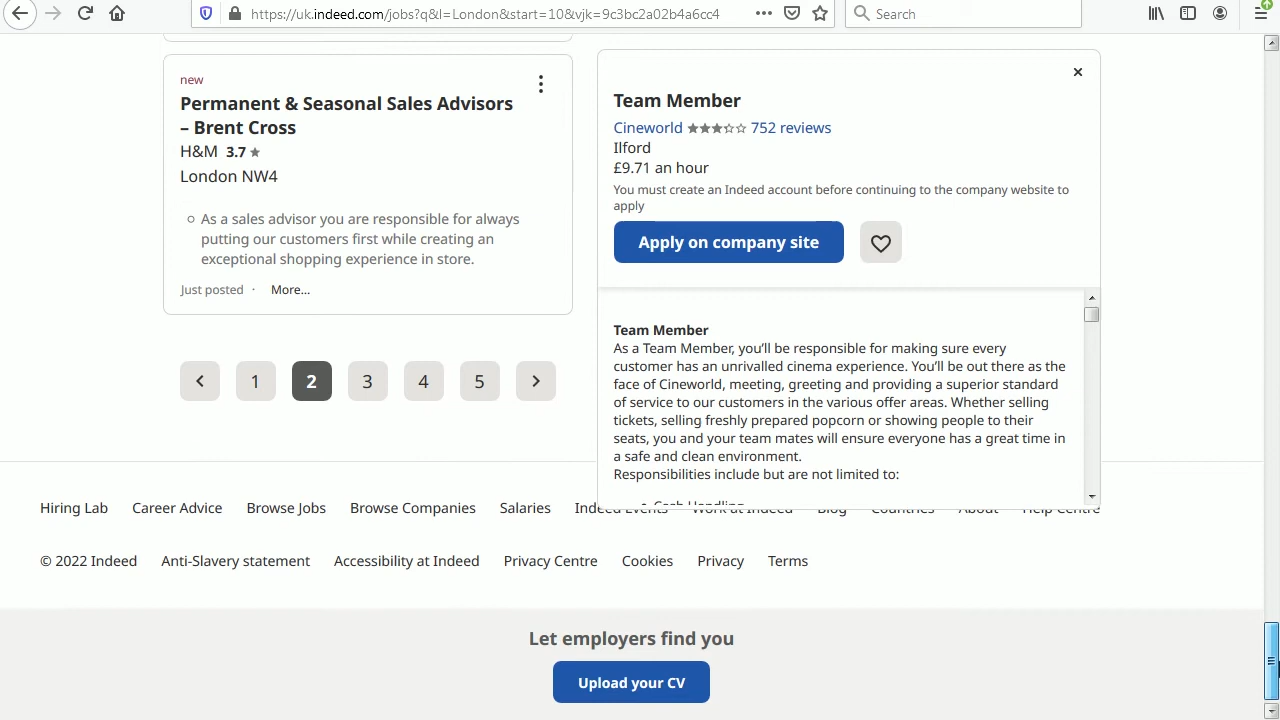 https://uk.indeed.com/jobs?q&l=London&start=10&vjk=9c3bc2a02b4a6cc4
Search
new
Permanent & Seasonal Sales Advisors
– Brent Cross
H&M 3.7
London NW4
As a sales advisor you are responsible for always
putting our customers first while creating an
exceptional shopping experience in store.
Just posted · More...
1 2 3 4 5
Team Member
Cineworld 752 reviews
Ilford
£9.71 an hour
You must create an Indeed account before continuing to the company website to
apply
Apply on company site
Team Member
As a Team Member, you’ll be responsible for making sure every
customer has an unrivalled cinema experience. You’ll be out there as the
face of Cineworld, meeting, greeting and providing a superior standard
of service to our customers in the various offer areas. Whether selling
tickets, selling freshly prepared popcorn or showing people to their
seats, you and your team mates will ensure everyone has a great time in
a safe and clean environment.
Responsibilities include but are not limited to:
Cash Handling
Hiring Lab Career Advice Browse Jobs Browse Companies Salaries Indeed Events Work at Indeed Blog Countries About Help Centre
© 2022 Indeed Anti-Slavery statement Accessibility at Indeed Privacy Centre Cookies Privacy Terms
Let employers find you
Upload your CV